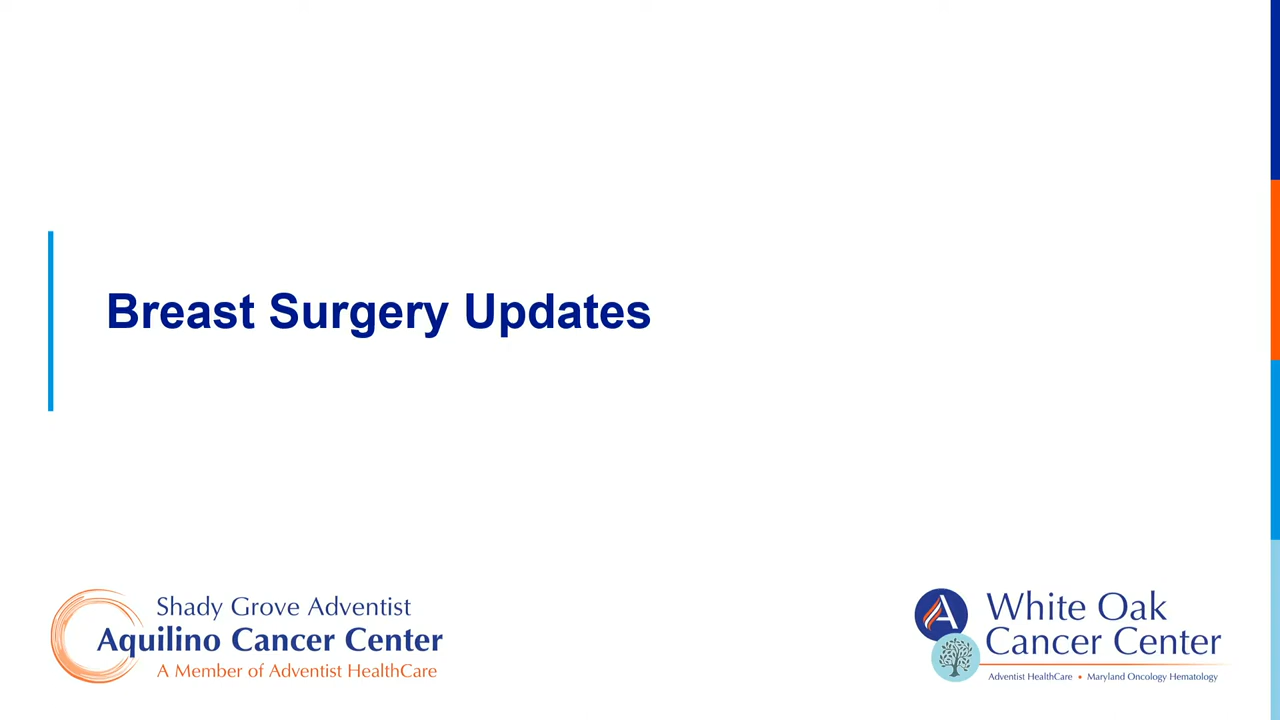 Breast Surgery Updates
Shady Grove Adventist
Aquilino Cancer Center
A Member of Adventist HealthCare
A
White Oak
Cancer Center
Adventist HealthCare • Maryland Oncology Hematology